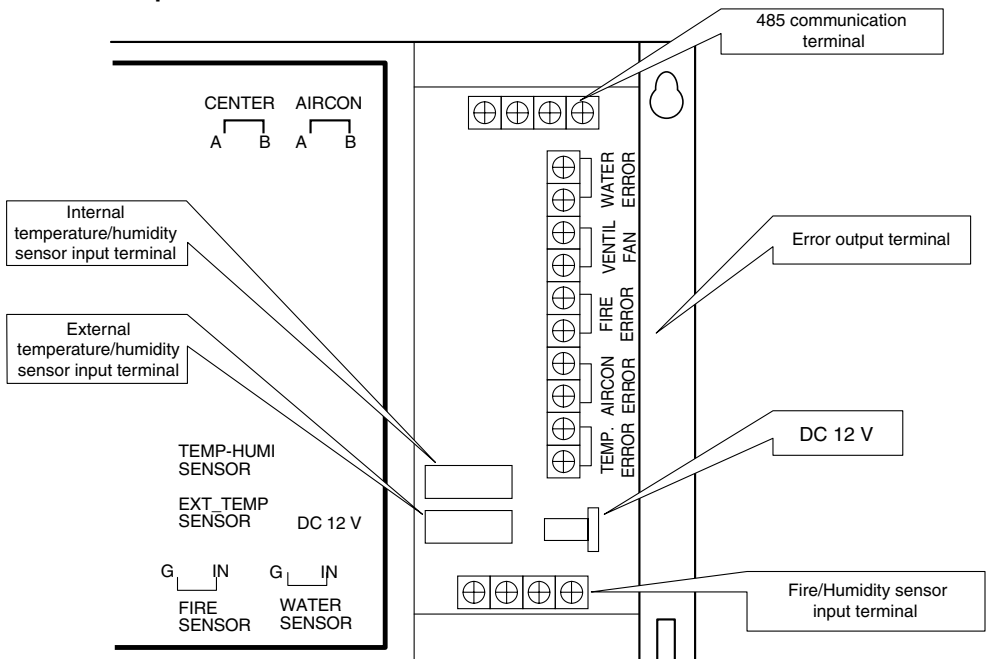 485 communication
terminal
CENTER AIRCON
A B A B
WATER
ERROR
VENTIL
FAN
FIRE
ERROR
AIRCON
ERROR
TEMP.
ERROR
Internal
temperature/humidity
sensor input terminal
Error output terminal
External
temperature/humidity
sensor input terminal
DC 12 V
TEMP-HUMI
SENSOR
EXT_TEMP
SENSOR
DC 12 V
G IN G IN
FIRE
SENSOR
WATER
SENSOR
Fire/Humidity sensor
input terminal